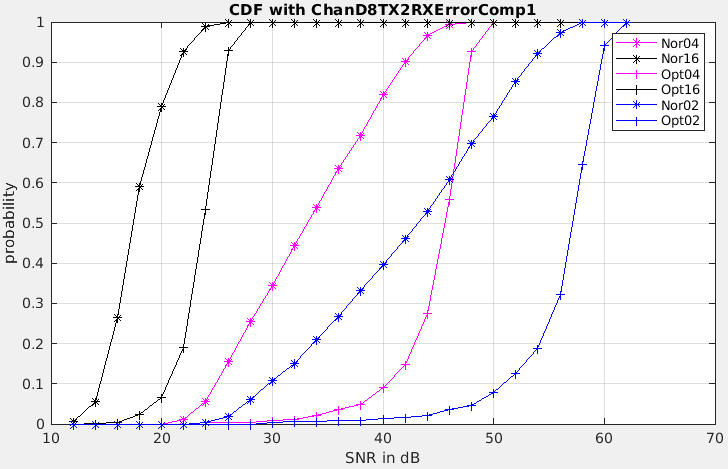 CDF with ChanD8TX2RXErrorComp1
1
0.9
0.8
0.7
0.6
0.5
0.4
0.3
0.2
0.1
0
probability
10
20
30
40
50
60
70
SNR in dB
Nor04
Nor16
Opt04
Opt16
Nor02
Opt02